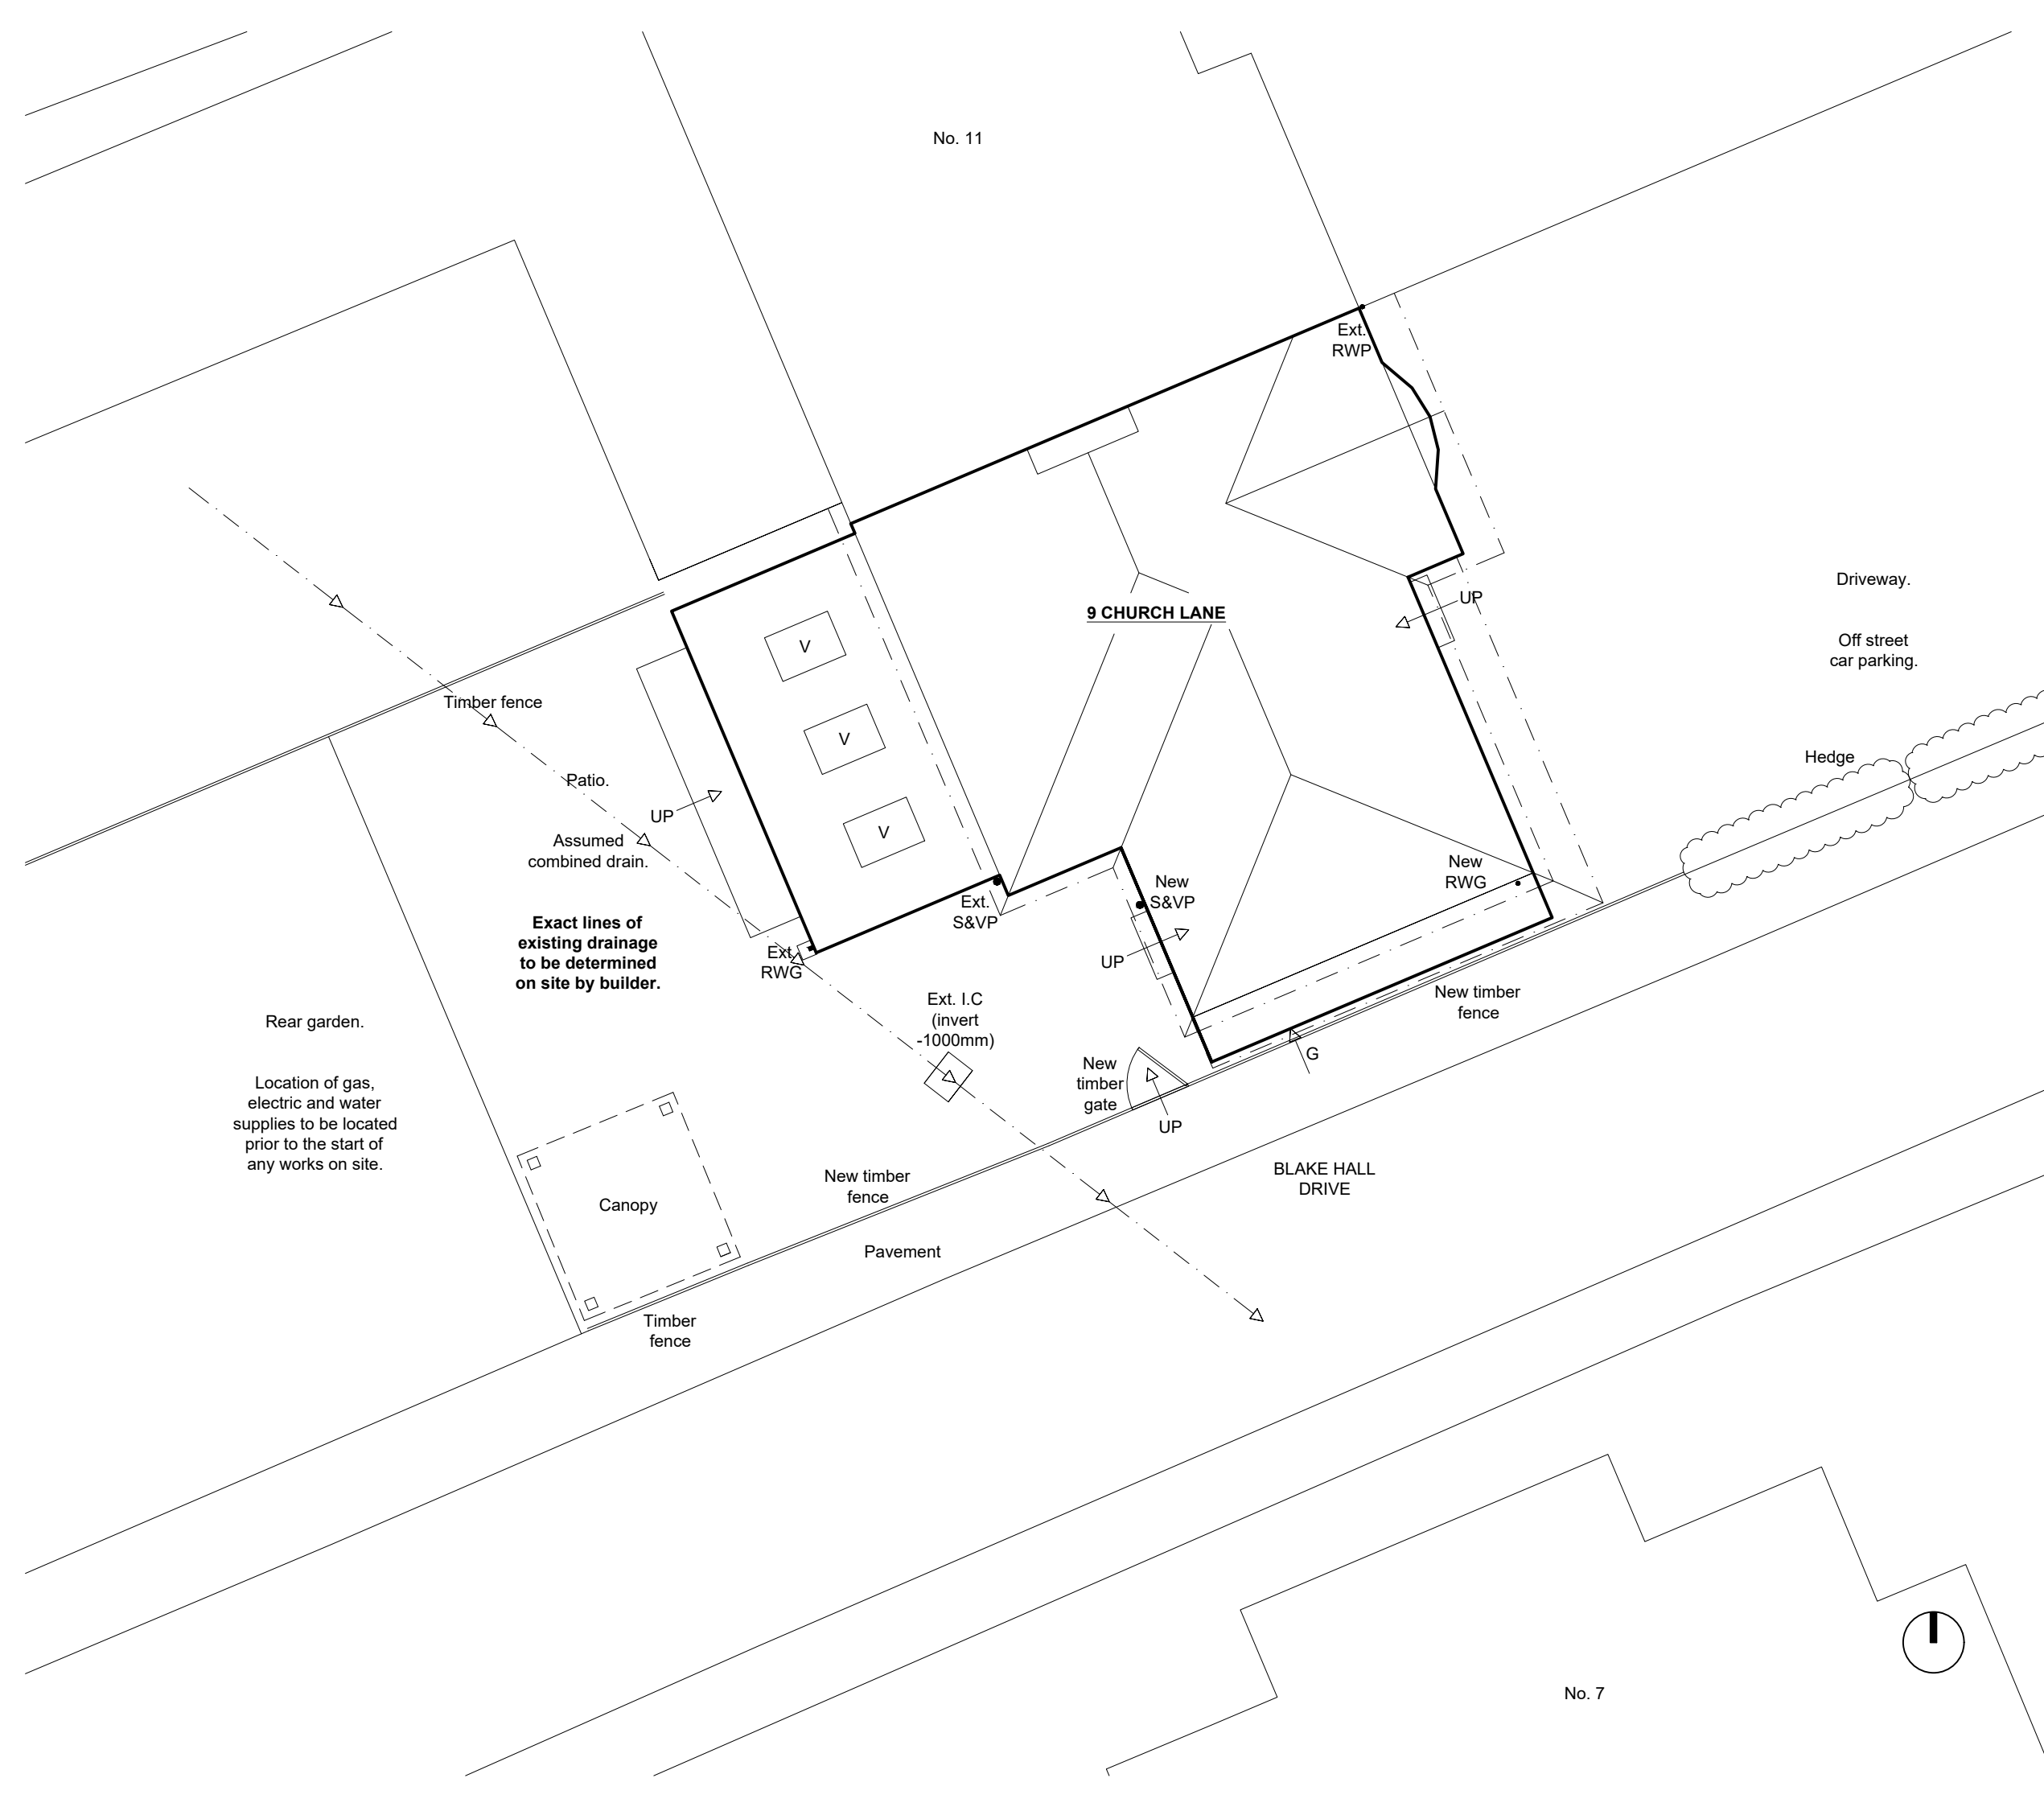 No. 11
Ext.
RWP
Driveway.
UP
9 CHURCH LANE
Off street
car parking.
V
Timber fence
V
Hedge
Patio.
UP
V
Assumed
combined drain.
New
RWG
New
S&VP
Ext.
S&VP
Exact lines of
existing drainage
to be determined
on site by builder.
Ext.
RWG
UP
New timber
fence
Ext. I.C
(invert
-1000mm)
Rear garden.
G
New
timber
gate
Location of gas,
electric and water
supplies to be located
prior to the start of
any works on site.
UP
BLAKE HALL
DRIVE
New timber
fence
Canopy
Pavement
Timber
fence
No. 7